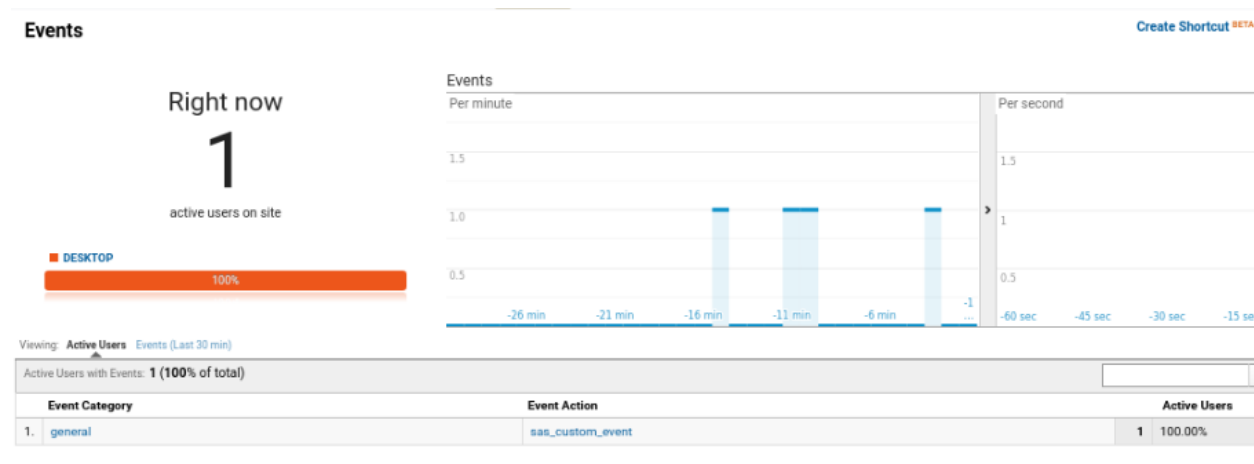 Events
Create Shortcut BETA
Right now
1
active users on site
DESKTOP
100%
Events
Per minute
1.5
1.0
0.5
-26 min -21 min -16 min -11 min -6 min -1 ...
Per second
1.5
1
0.5
-60 sec -45 sec -30 sec -15 se
Viewing: Active Users Events (Last 30 min)
Active Users with Events: 1 (100% of total)
Event Category Event Action Active Users
1. general sas_custom_event 1 100.00%